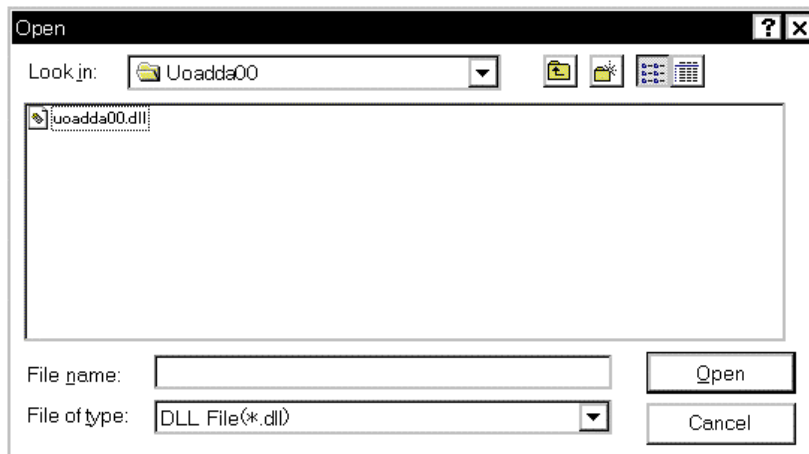 Open
Look in: Uoadda00
uoadda00.dll
File name:
Open
File of type: DLL File(*.dll)
Cancel